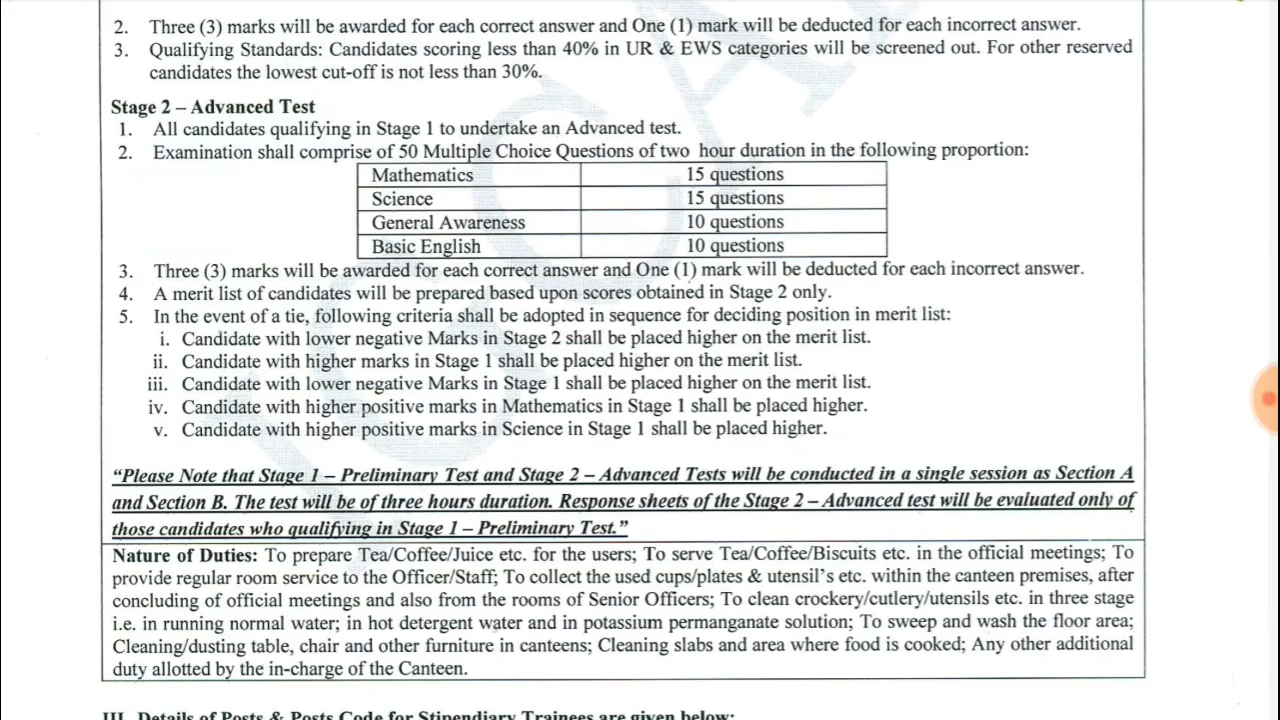 2. Three (3) marks will be awarded for each correct answer and One (1) mark will be deducted for each incorrect answer.
3. Qualifying Standards: Candidates scoring less than 40% in UR & EWS categories will be screened out. For other reserved
candidates the lowest cut-off is not less than 30%.
Stage 2 – Advanced Test
1. All candidates qualifying in Stage 1 to undertake an Advanced test.
2. Examination shall comprise of 50 Multiple Choice Questions of two hour duration in the following proportion:
Mathematics 15 questions
Science 15 questions
General Awareness 10 questions
Basic English 10 questions
3. Three (3) marks will be awarded for each correct answer and One (1) mark will be deducted for each incorrect answer.
4. A merit list of candidates will be prepared based upon scores obtained in Stage 2 only.
5. In the event of a tie, following criteria shall be adopted in sequence for deciding position in merit list:
i. Candidate with lower negative Marks in Stage 2 shall be placed higher on the merit list.
ii. Candidate with higher marks in Stage 1 shall be placed higher on the merit list.
iii. Candidate with lower negative Marks in Stage 1 shall be placed higher on the merit list.
iv. Candidate with higher positive marks in Mathematics in Stage 1 shall be placed higher.
v. Candidate with higher positive marks in Science in Stage 1 shall be placed higher.
“Please Note that Stage 1 – Preliminary Test and Stage 2 – Advanced Tests will be conducted in a single session as Section A
and Section B. The test will be of three hours duration. Response sheets of the Stage 2 – Advanced test will be evaluated only of
those candidates who qualifying in Stage 1 – Preliminary Test.”
Nature of Duties: To prepare Tea/Coffee/Juice etc. for the users; To serve Tea/Coffee/Biscuits etc. in the official meetings; To
provide regular room service to the Officer/Staff; To collect the used cups/plates & utensil’s etc. within the canteen premises, after
concluding of official meetings and also from the rooms of Senior Officers; To clean crockery/cutlery/utensils etc. in three stage
i.e. in running normal water; in hot detergent water and in potassium permanganate solution; To sweep and wash the floor area;
Cleaning/dusting table, chair and other furniture in canteens; Cleaning slabs and area where food is cooked; Any other additional
duty allotted by the in-charge of the Canteen.
III. Details of Posts & Posts Code for Stipendiary Trainees are given below: